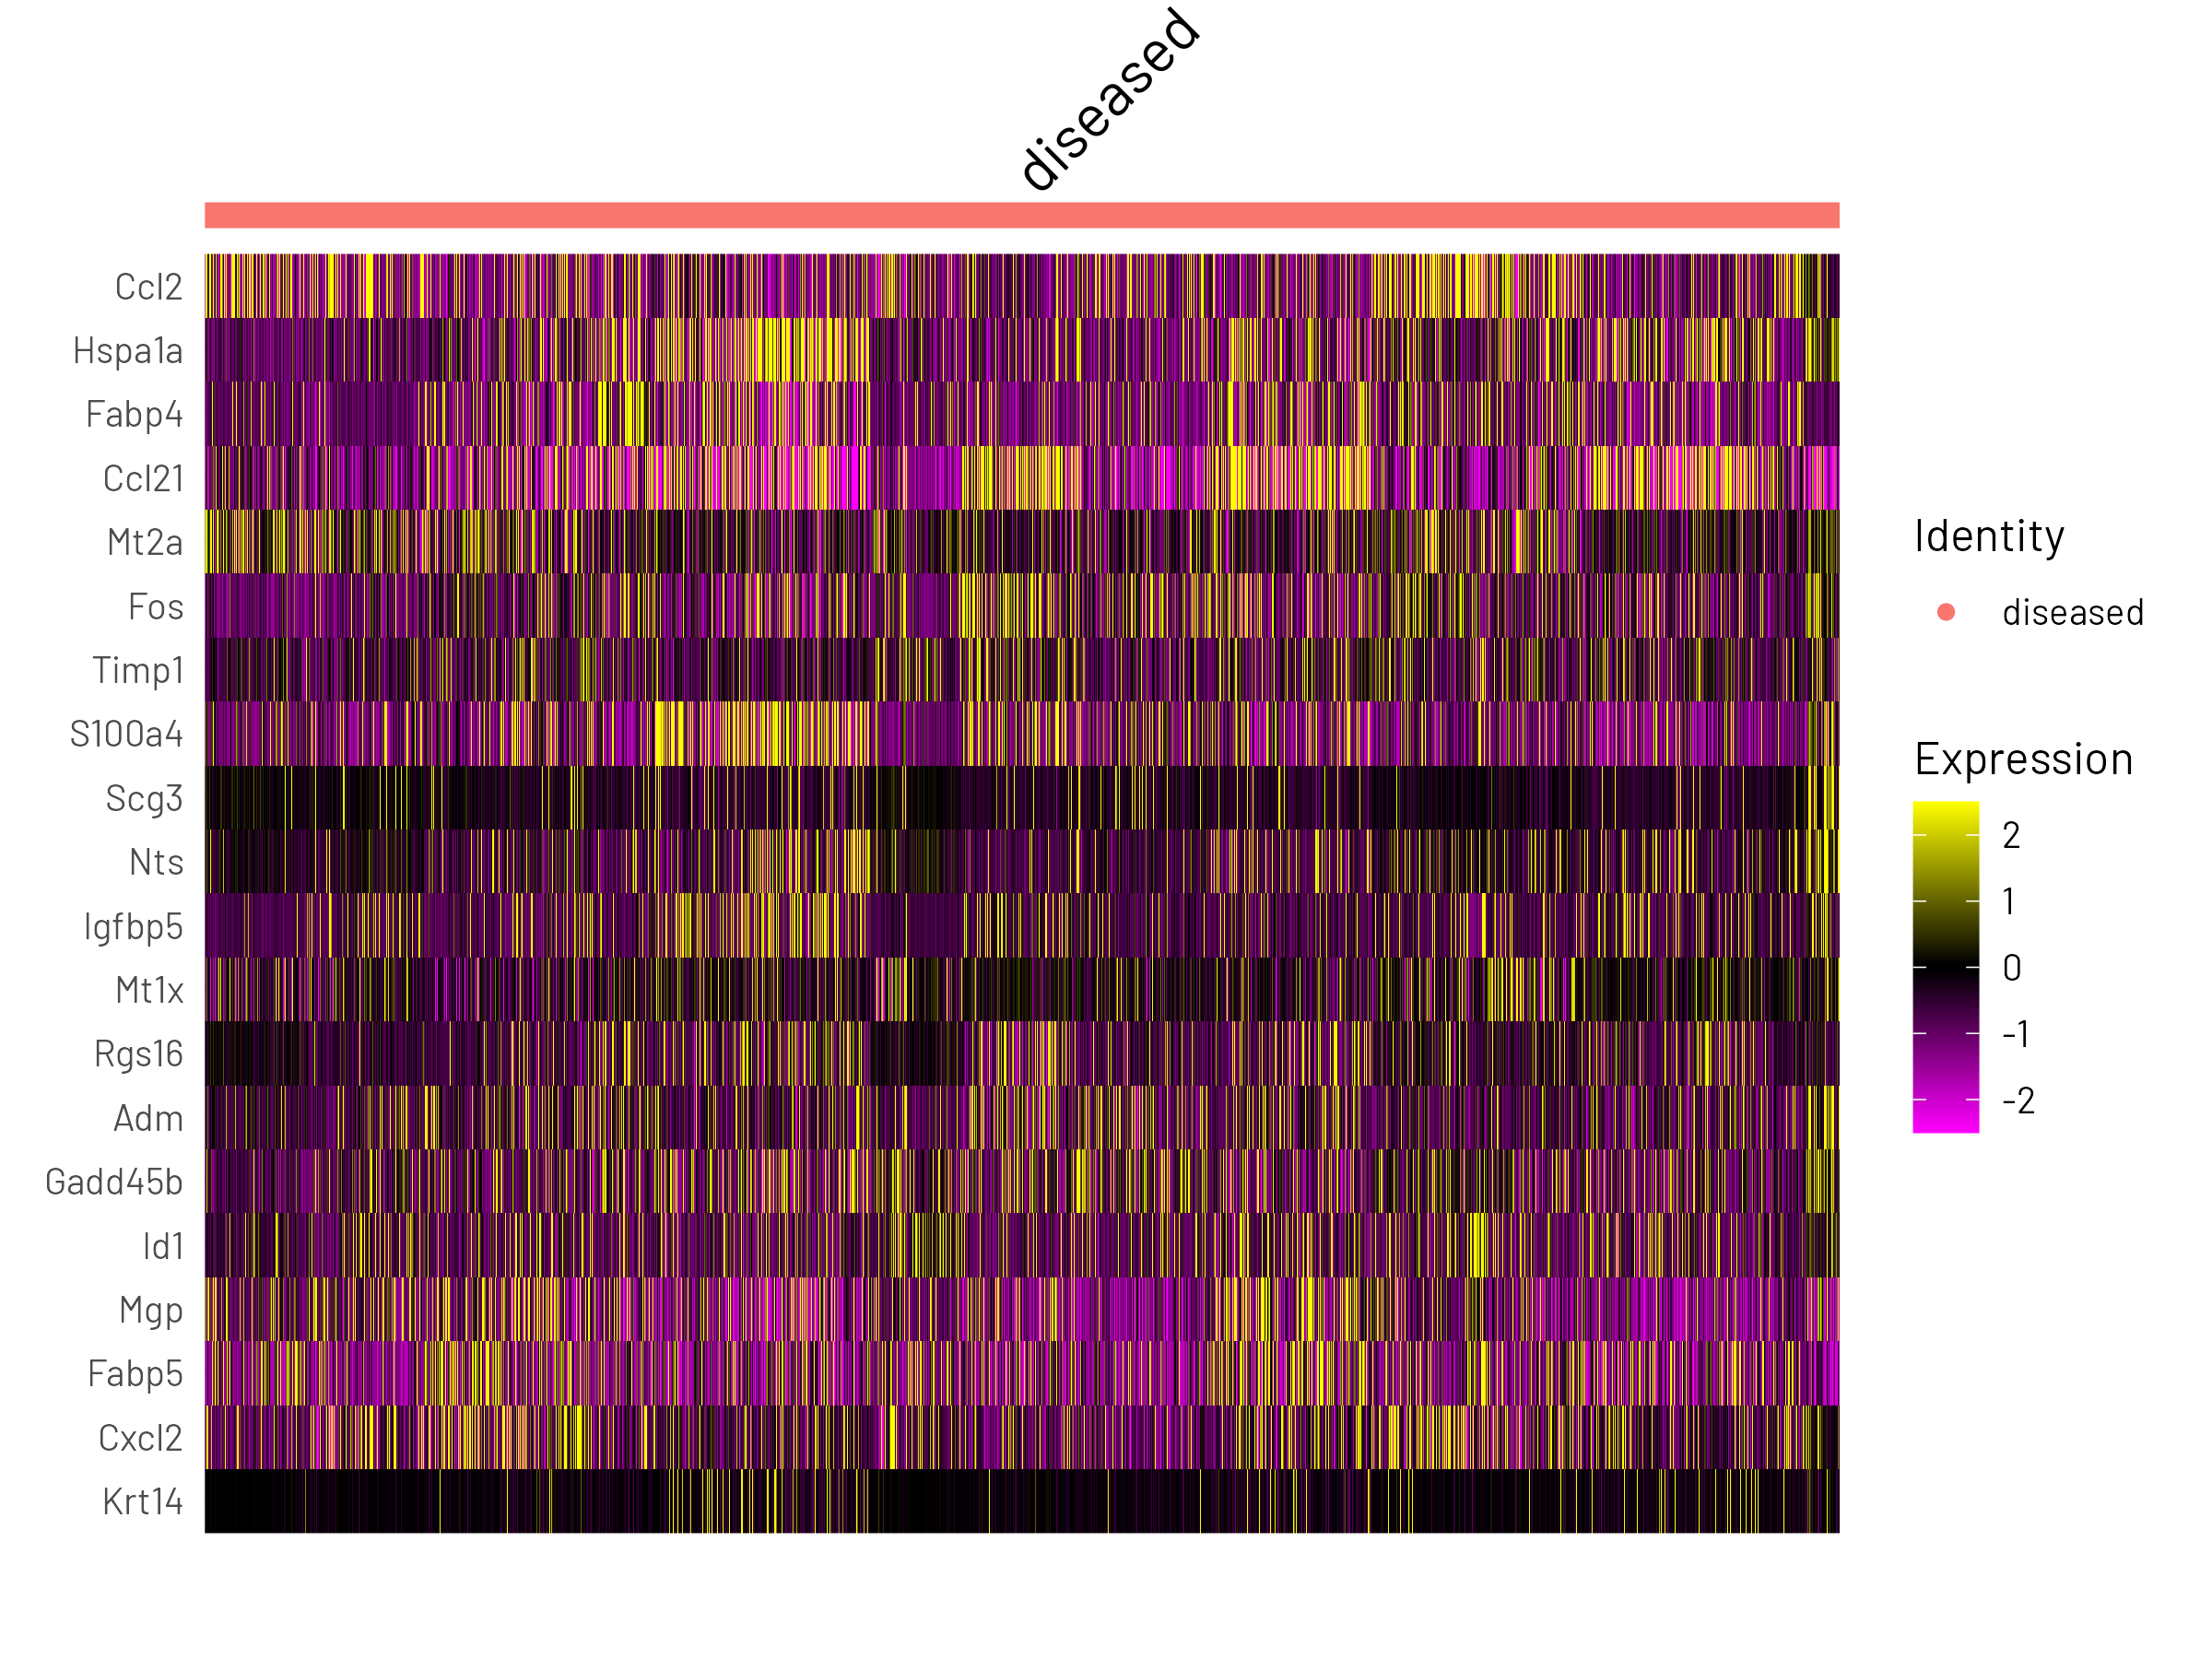 diseased
Ccl2
Hspa1a
Fabp4
Ccl21
Mt2a
Fos
Timp1
S100a4
Scg3
Nts
Igfbp5
Mt1x
Rgs16
Adm
Gadd45b
Id1
Mgp
Fabp5
Cxcl2
Krt14
Identity
diseased
Expression
2
1
0
-1
-2